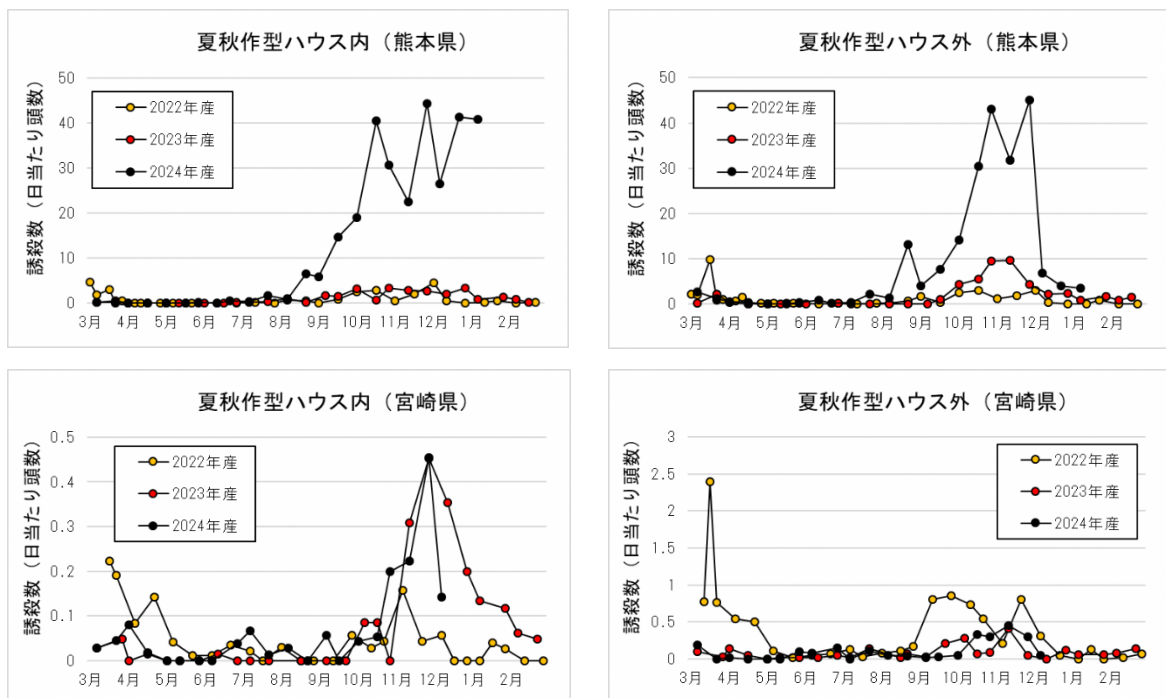 夏秋作型ハウス内（熊本県）
誘殺数（日当たり頭数）
50
40
30
20
10
0
2022年産
2023年産
2024年産
3月 4月 5月 6月 7月 8月 9月 10月 11月 12月 1月 2月
夏秋作型ハウス外（熊本県）
誘殺数（日当たり頭数）
50
40
30
20
10
0
2022年産
2023年産
2024年産
3月 4月 5月 6月 7月 8月 9月 10月 11月 12月 1月 2月
夏秋作型ハウス内（宮崎県）
誘殺数（日当たり頭数）
0.5
0.4
0.3
0.2
0.1
0
2022年産
2023年産
2024年産
3月 4月 5月 6月 7月 8月 9月 10月 11月 12月 1月 2月
夏秋作型ハウス外（宮崎県）
誘殺数（日当たり頭数）
3
2.5
2
1.5
1
0.5
0
2022年産
2023年産
2024年産
3月 4月 5月 6月 7月 8月 9月 10月 11月 12月 1月 2月